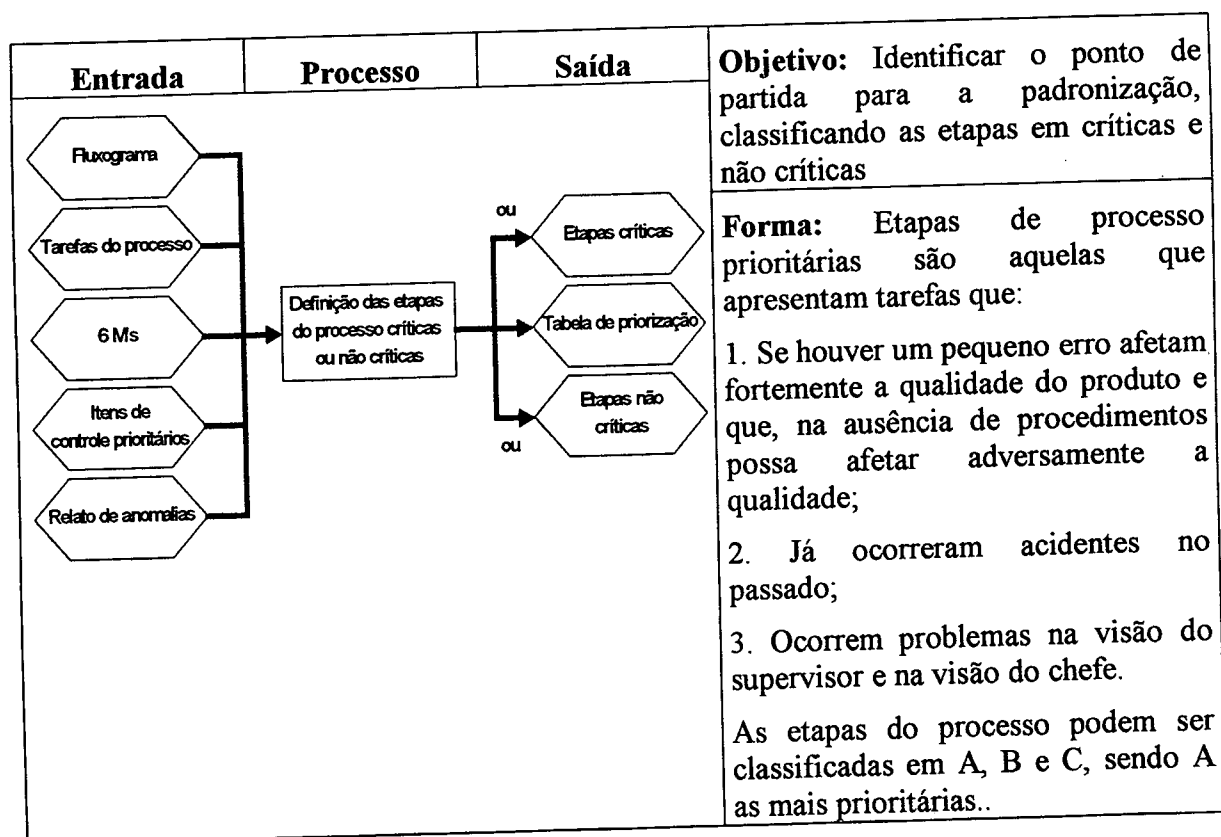 Entrada
Processo
Saída
Fluxograma
Tarefas do processo
6 Ms
Itens de
controle prioritários
Relato de anomalias
Definição das etapas
do processo críticas
ou não críticas
ou
Etapas críticas
Tabela de priorização
Etapas não
críticas
ou
Objetivo: Identificar o ponto de
partida para a padronização,
classificando as etapas em críticas e
não críticas
Forma: Etapas de processo
prioritárias são aquelas que
apresentam tarefas que:
1. Se houver um pequeno erro afetam
fortemente a qualidade do produto e
que, na ausência de procedimentos
possa afetar adversamente a
qualidade;
2. Já ocorreram acidentes no
passado;
3. Ocorrem problemas na visão do
supervisor e na visão do chefe.
As etapas do processo podem ser
classificadas em A, B e C, sendo A
as mais prioritárias..